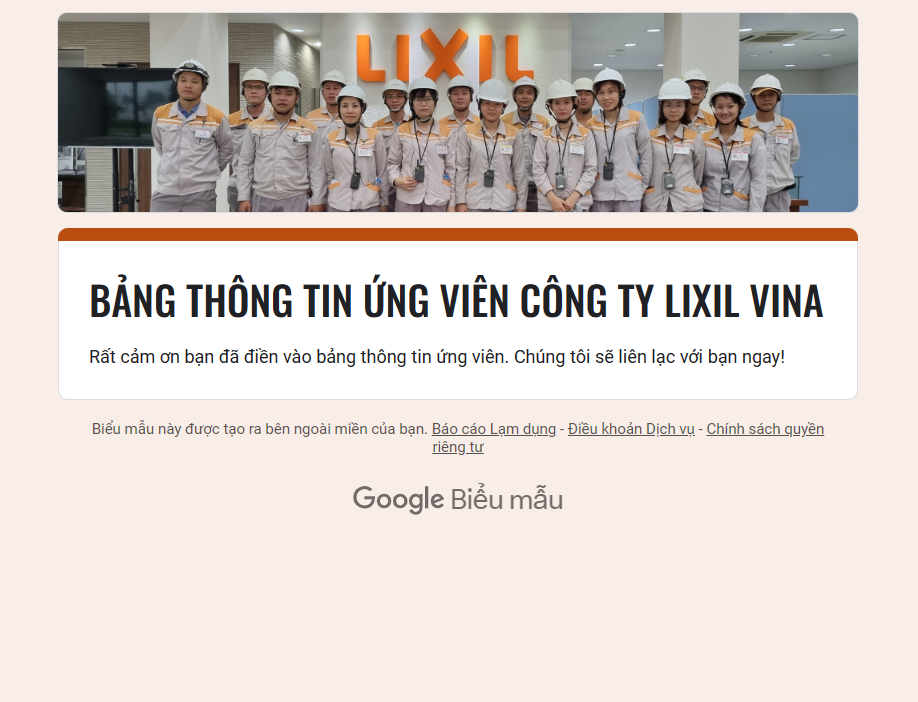 LIXIL
BẢNG THÔNG TIN ỨNG VIÊN CÔNG TY LIXIL VINA
Rất cảm ơn bạn đã điền vào bảng thông tin ứng viên. Chúng tôi sẽ liên lạc với bạn ngay!
Biểu mẫu này được tạo ra bên ngoài miền của bạn. Báo cáo Lạm dụng - Điều khoản Dịch vụ - Chính sách quyền
riêng tư
Google Biểu mẫu